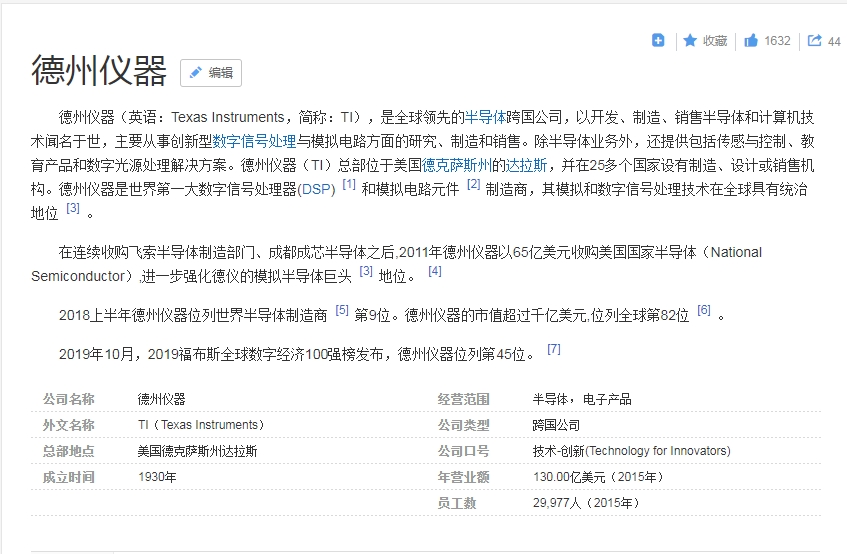 收藏 1632 44
德州仪器 编辑
德州仪器（英语：Texas Instruments，简称：TI），是全球领先的半导体跨国公司，以开发、制造、销售半导体和计算机技
术闻名于世，主要从事创新型数字信号处理与模拟电路方面的研究、制造和销售。除半导体业务外，还提供包括传感与控制、教
育产品和数字光源处理解决方案。德州仪器（TI）总部位于美国德克萨斯州的达拉斯，并在25多个国家设有制造、设计或销售机
构。德州仪器是世界第一大数字信号处理器(DSP) [1] 和模拟电路元件 [2] 制造商，其模拟和数字信号处理技术在全球具有统治
地位 [3] 。
在连续收购飞索半导体制造部门、成都成芯半导体之后,2011年德州仪器以65亿美元收购美国国家半导体（National
Semiconductor）,进一步强化德仪的模拟半导体巨头 [3] 地位。 [4]
2018上半年德州仪器位列世界半导体制造商 [5] 第9位。德州仪器的市值超过千亿美元,位列全球第82位 [6] 。
2019年10月，2019福布斯全球数字经济100强榜发布，德州仪器位列第45位。 [7]
公司名称 德州仪器 经营范围 半导体，电子产品
外文名称 TI（Texas Instruments） 公司类型 跨国公司
总部地点 美国德克萨斯州达拉斯 公司口号 技术-创新(Technology for Innovators)
成立时间 1930年 年营业额 130.00亿美元（2015年）
员工数 29,977人（2015年）